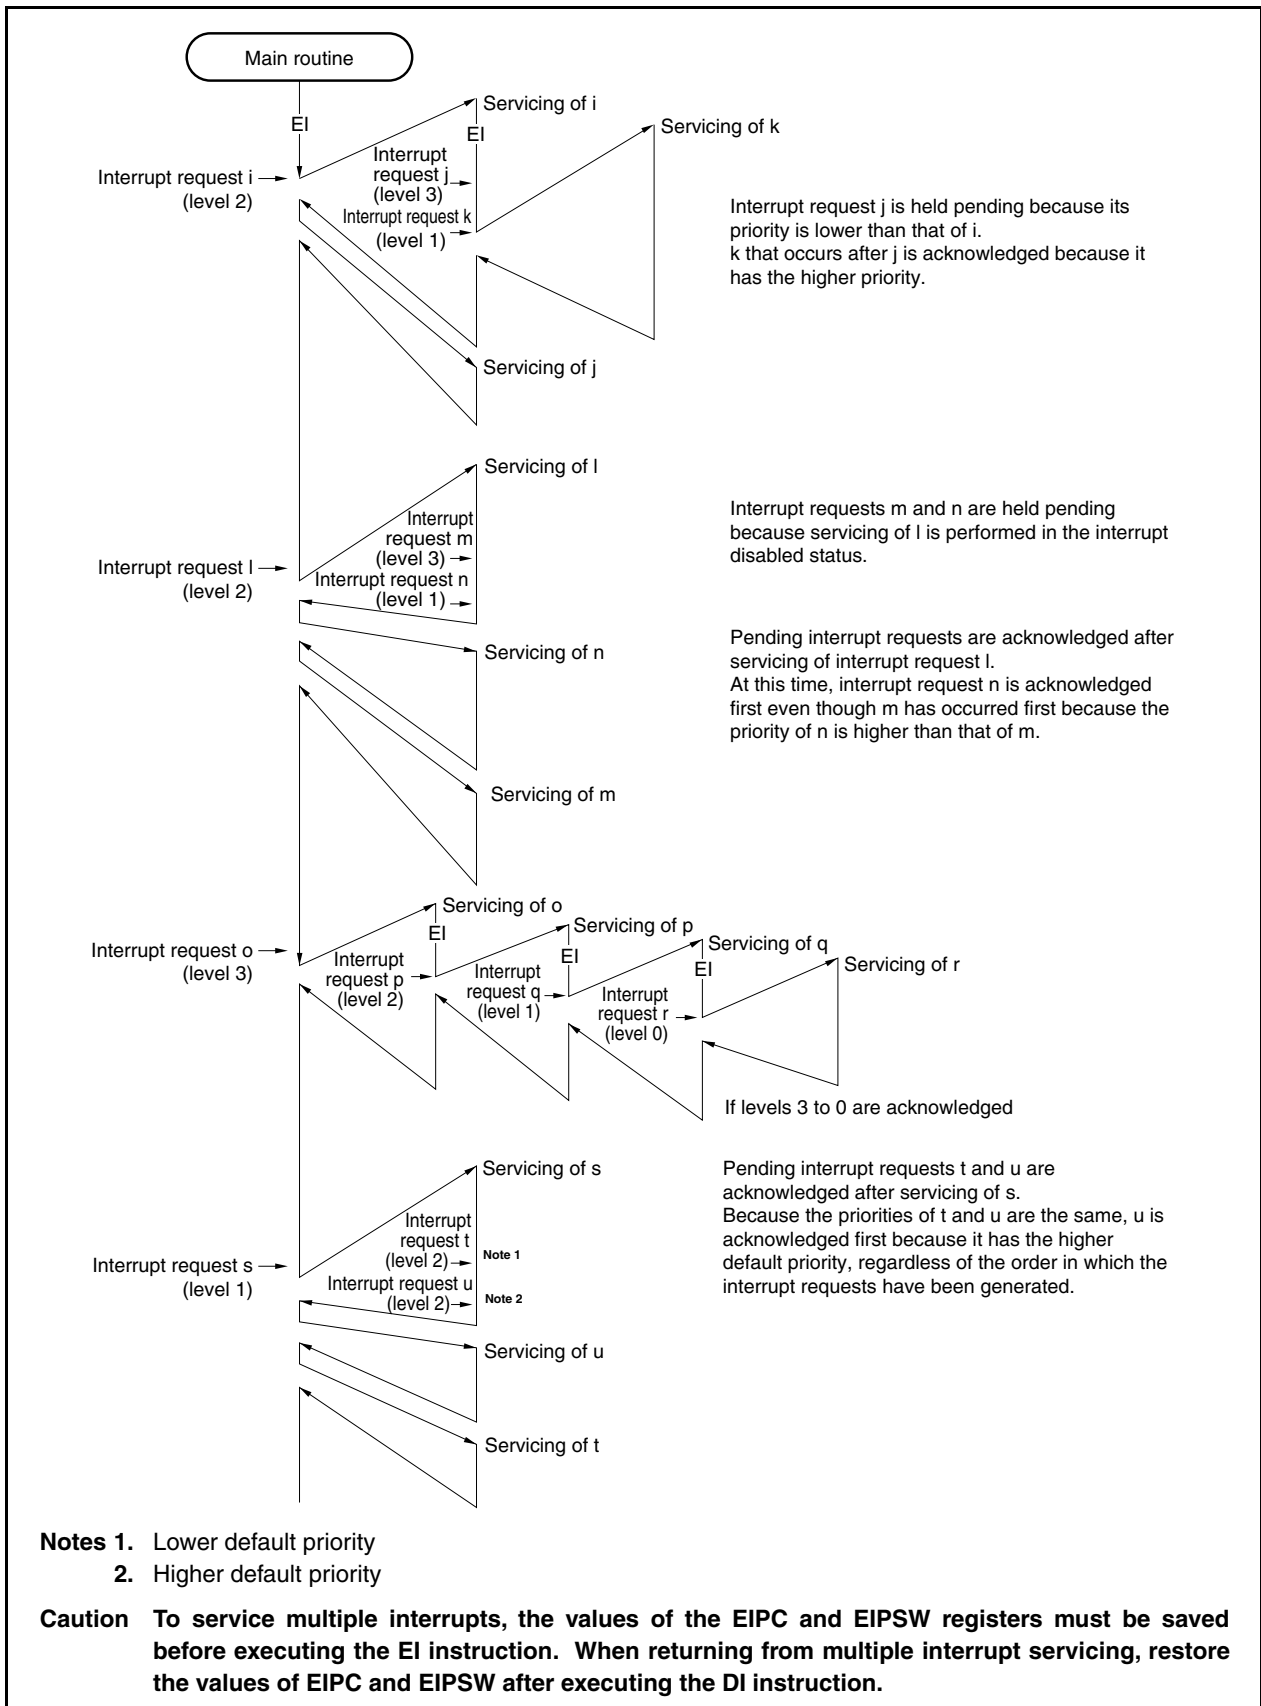 Main routine
EI
Servicing of i
EI
Servicing of k
Interrupt request i
(level 2)
Interrupt
request j
(level 3)
Interrupt request k
(level 1)
Interrupt request j is held pending because its
priority is lower than that of i.
k that occurs after j is acknowledged because it
has the higher priority.
Servicing of j
Servicing of l
Interrupt request l
(level 2)
Interrupt
request m
(level 3)
Interrupt request n
(level 1)
Interrupt requests m and n are held pending
because servicing of l is performed in the interrupt
disabled status.
Servicing of n
Pending interrupt requests are acknowledged after
servicing of interrupt request l.
At this time, interrupt request n is acknowledged
first even though m has occurred first because the
priority of n is higher than that of m.
Servicing of m
Interrupt request o
(level 3)
Servicing of o
EI
Interrupt
request p
(level 2)
Servicing of p
EI
Interrupt
request q
(level 1)
Servicing of q
EI
Interrupt
request r
(level 0)
Servicing of r
If levels 3 to 0 are acknowledged
Servicing of s
Interrupt request s
(level 1)
Interrupt
request t
(level 2)
Note 1
Interrupt request u
(level 2)
Note 2
Pending interrupt requests t and u are
acknowledged after servicing of s.
Because the priorities of t and u are the same, u is
acknowledged first because it has the higher
default priority, regardless of the order in which the
interrupt requests have been generated.
Servicing of u
Servicing of t
Notes 1. Lower default priority
2. Higher default priority
Caution To service multiple interrupts, the values of the EIPC and EIPSW registers must be saved
before executing the EI instruction. When returning from multiple interrupt servicing, restore
the values of EIPC and EIPSW after executing the DI instruction.